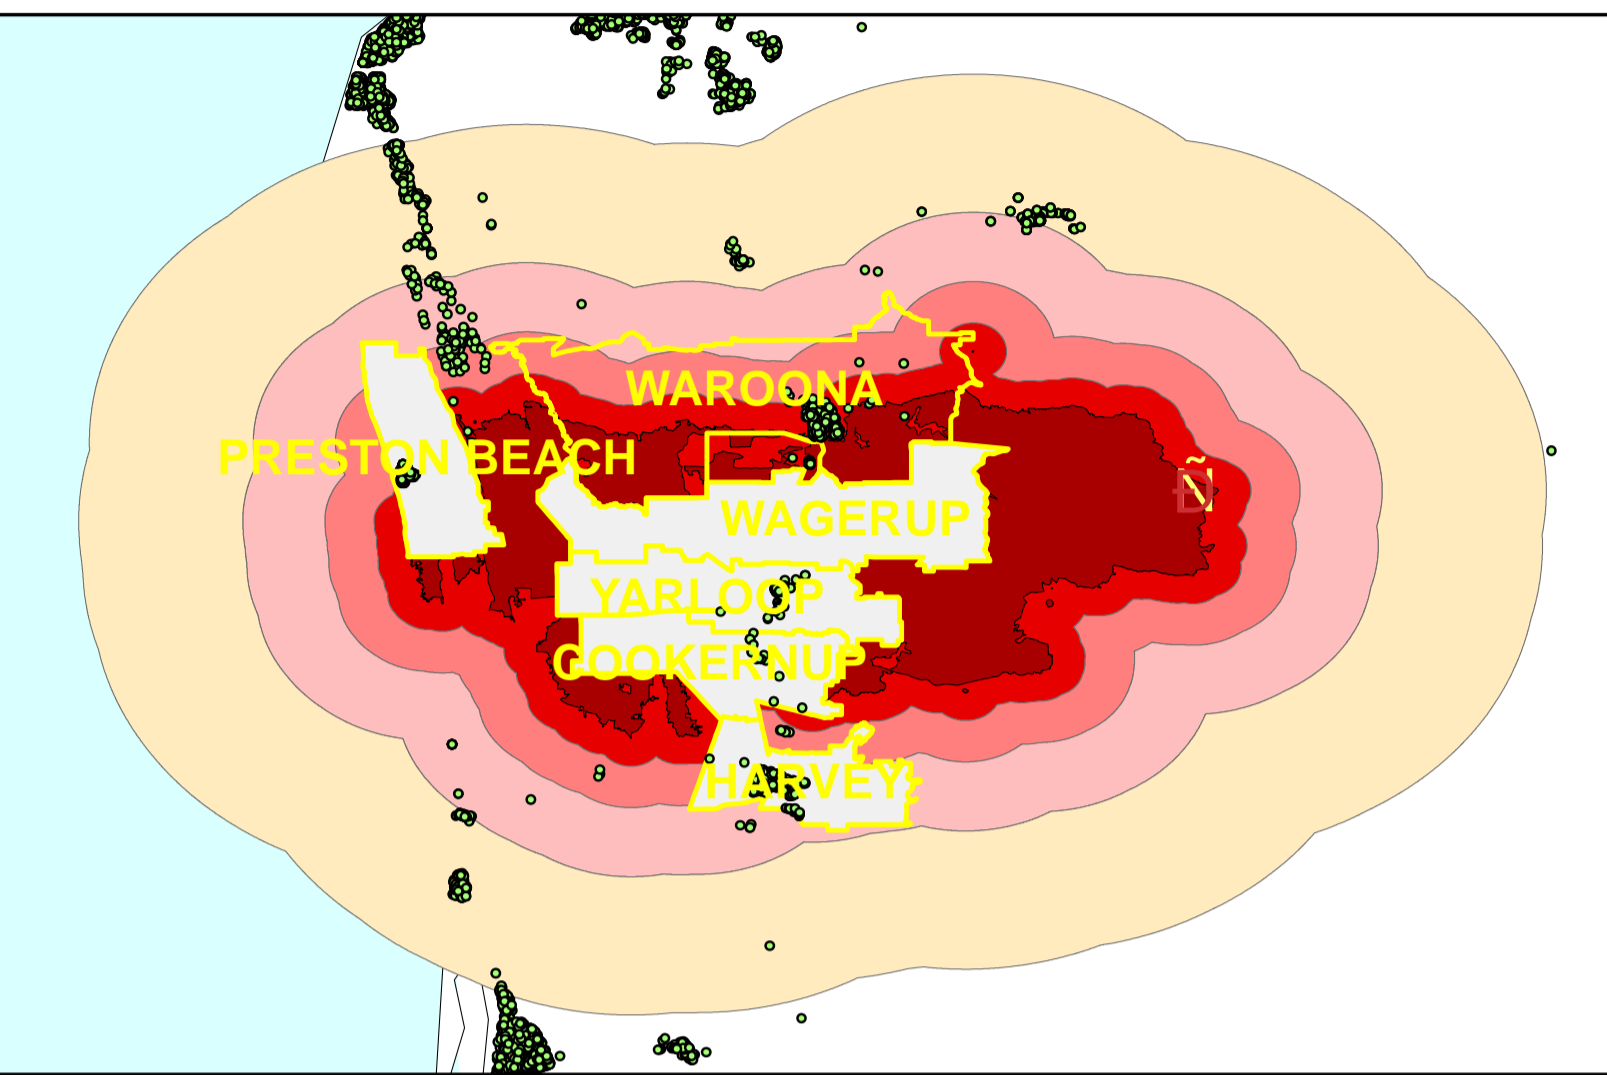 WAROONA
PRESTON BEACH
WAGERUP
YARLOOP
COOKERNUP
HARVEY